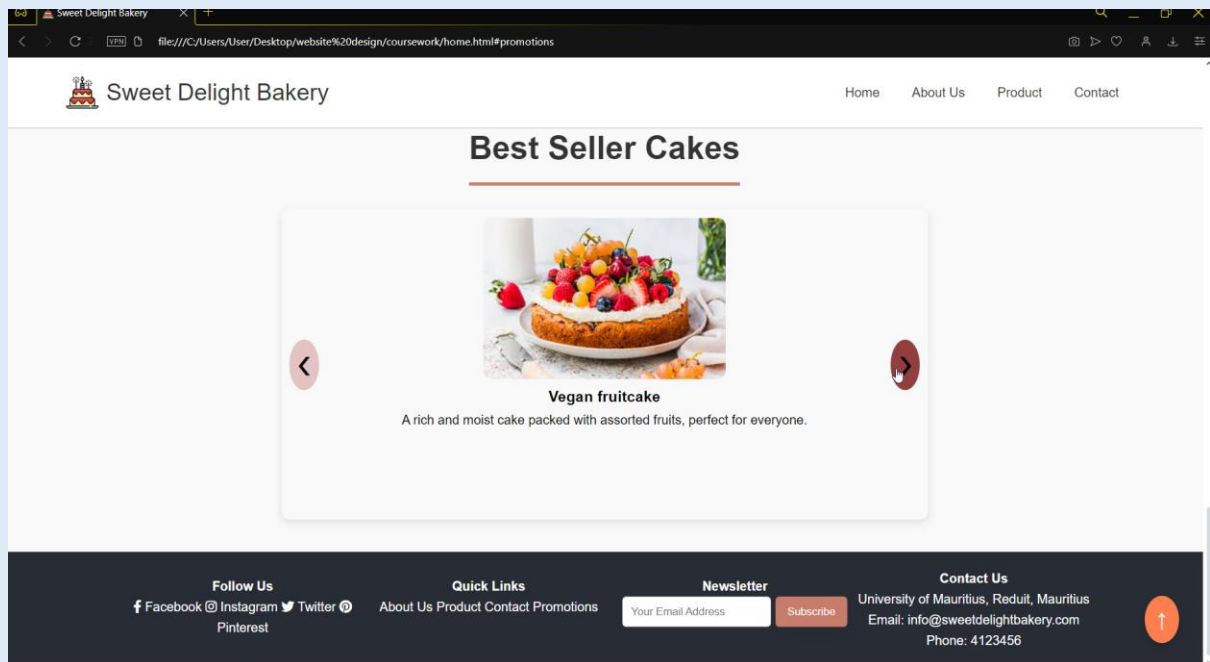 Sweet Delight Bakery
VPN
file:///C:/Users/User/Desktop/website%20design/coursework/home.html#promotions
Sweet Delight Bakery
Home
About Us
Product
Contact
Best Seller Cakes
Vegan fruitcake
A rich and moist cake packed with assorted fruits, perfect for everyone.
Follow Us
Facebook Instagram Twitter
Pinterest
Quick Links
About Us Product Contact Promotions
Newsletter
Your Email Address
Subscribe
Contact Us
University of Mauritius, Reduit, Mauritius
Email: info@sweetdelightbakery.com
Phone: 4123456